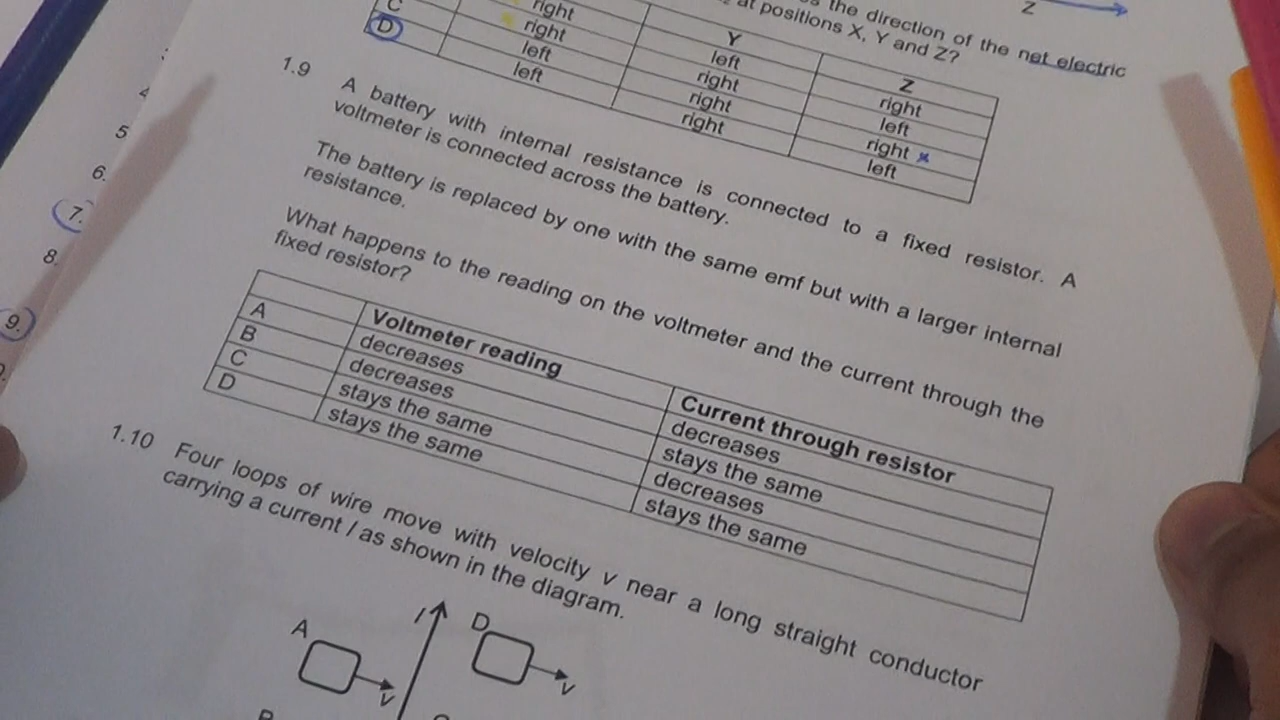 Z
the direction of the net electric
at positions X, Y and Z?
Y
Z
right
left
right
right
right
left
left
right
right
D
left
right
left
1.9 A battery with internal resistance is connected to a fixed resistor. A
voltmeter is connected across the battery.
The battery is replaced by one with the same emf but with a larger internal
resistance.
What happens to the reading on the voltmeter and the current through the
fixed resistor?
Voltmeter reading Current through resistor
A decreases decreases
B decreases stays the same
C stays the same decreases
D stays the same stays the same
1.10 Four loops of wire move with velocity v near a long straight conductor
carrying a current I as shown in the diagram.
A
I
D
v
v
5
6.
7.
8.
9.